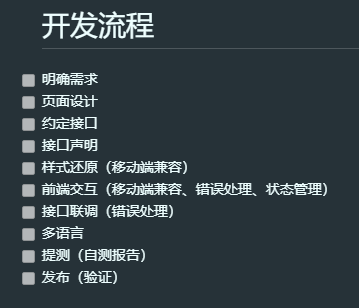 开发流程
明确需求
页面设计
约定接口
接口声明
样式还原（移动端兼容）
前端交互（移动端兼容、错误处理、状态管理）
接口联调（错误处理）
多语言
提测（自测报告）
发布（验证）